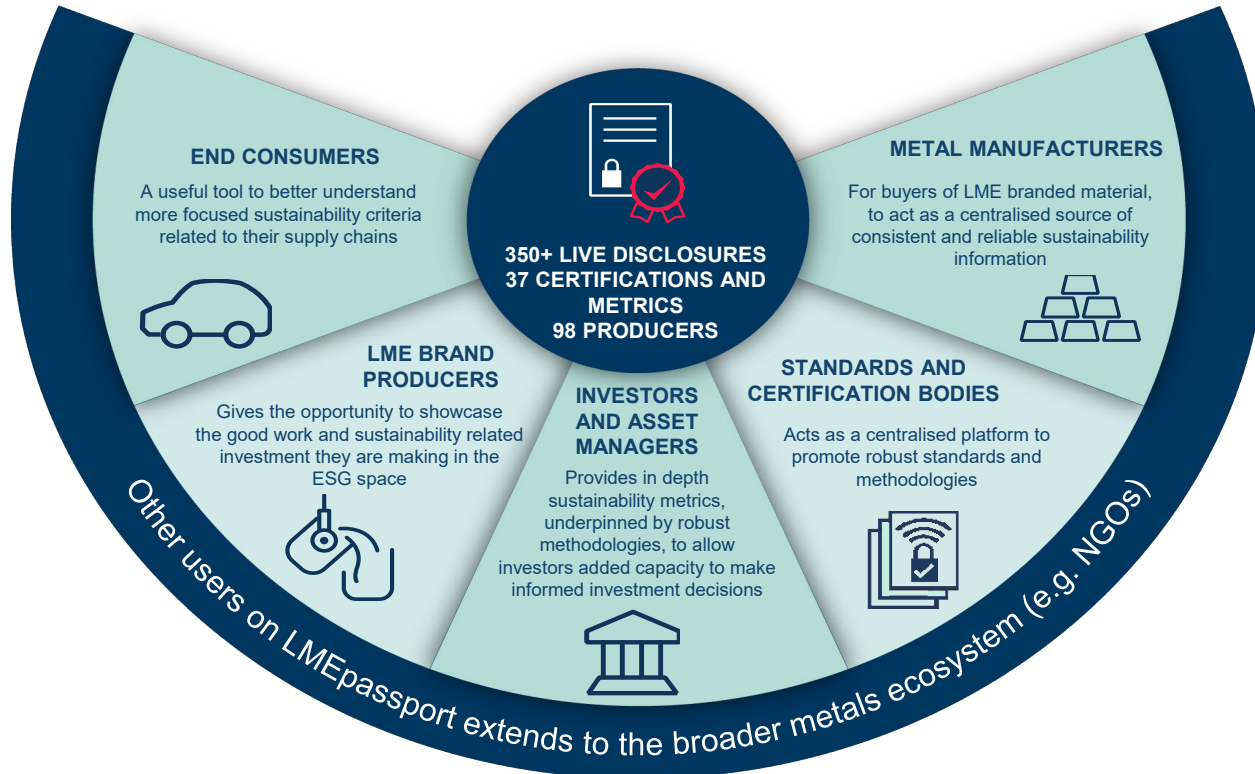 350+ LIVE DISCLOSURES
37 CERTIFICATIONS AND
METRICS
98 PRODUCERS
END CONSUMERS
A useful tool to better understand
more focused sustainability criteria
related to their supply chains
LME BRAND
PRODUCERS
Gives the opportunity to showcase
the good work and sustainability related
investment they are making in the
ESG space
INVESTORS
AND ASSET
MANAGERS
Provides in depth
sustainability metrics,
underpinned by robust
methodologies, to allow
investors added capacity to make
informed investment decisions
STANDARDS AND
CERTIFICATION BODIES
Acts as a centralised platform to
promote robust standards and
methodologies
METAL MANUFACTURERS
For buyers of LME branded material,
to act as a centralised source of
consistent and reliable sustainability
information
Other users on LMEpassport extends to the broader metals ecosystem (e.g. NGOs)